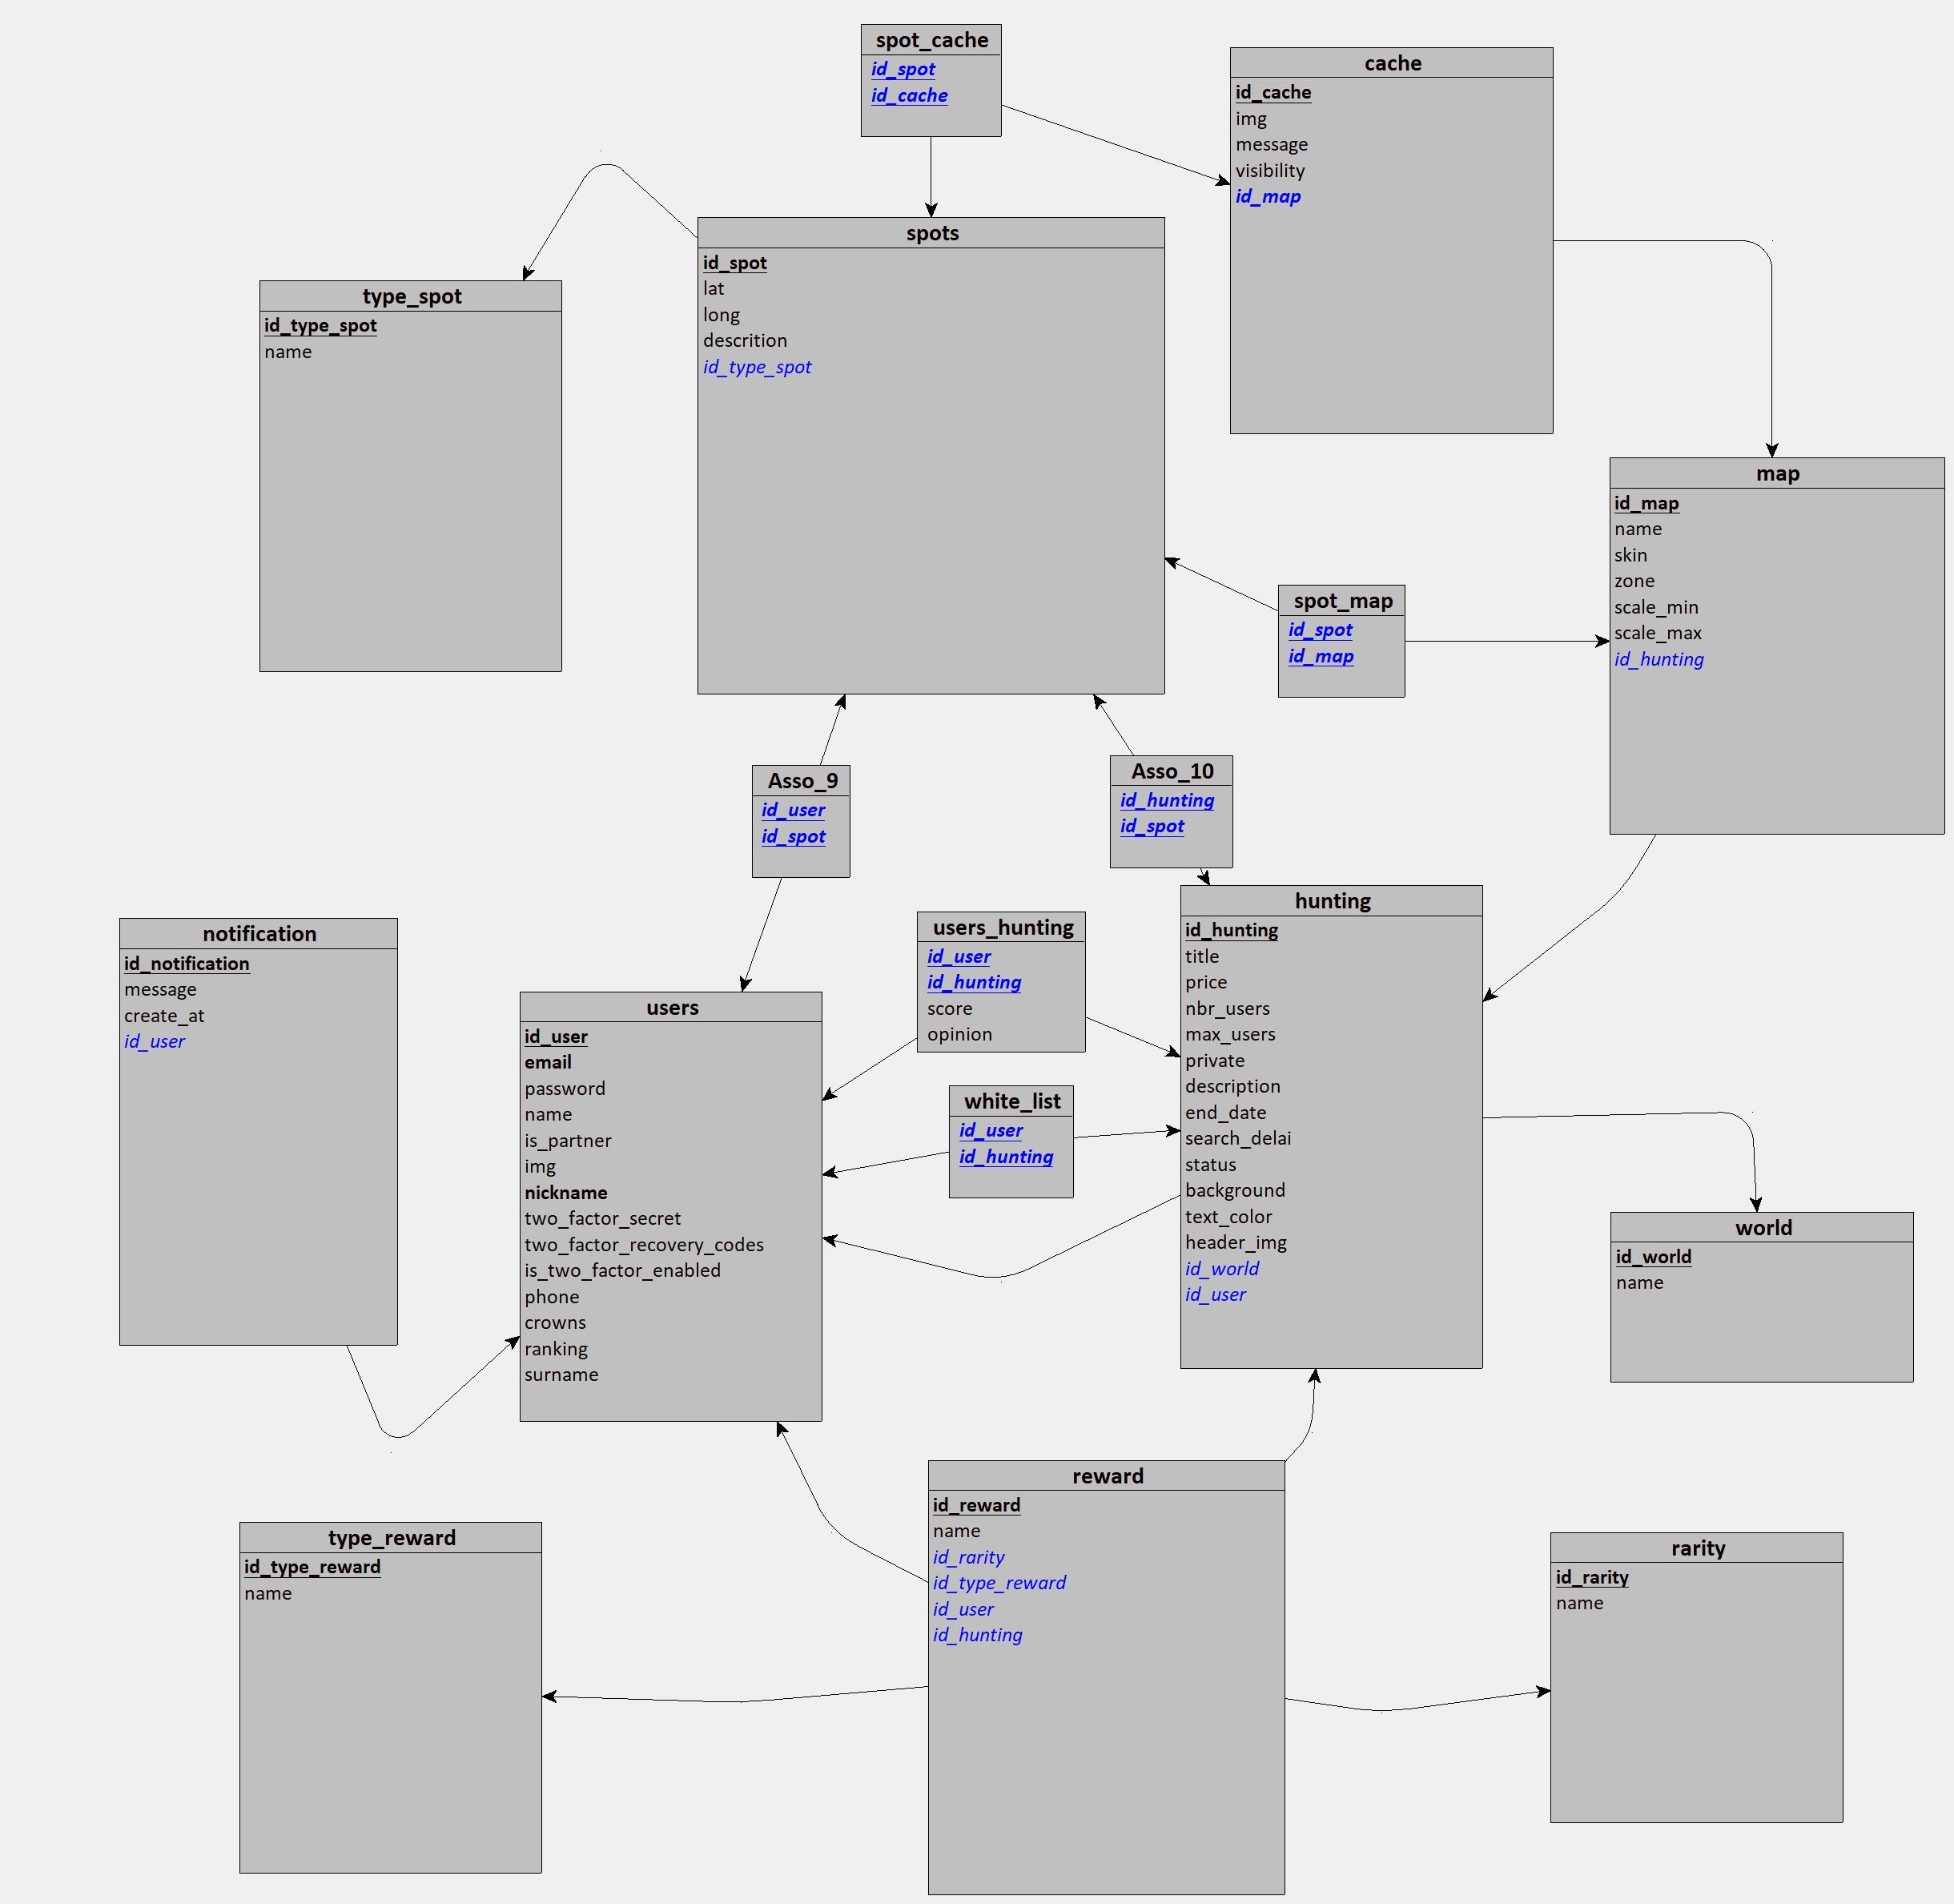 spot_cache
id_spot
id_cache
cache
id_cache
img
message
visibility
id_map
spots
id_spot
lat
long
descrition
id_type_spot
type_spot
id_type_spot
name
map
id_map
name
skin
zone
scale_min
scale_max
id_hunting
spot_map
id_spot
id_map
Asso_9
id_user
id_spot
Asso_10
id_hunting
id_spot
notification
id_notification
message
create_at
id_user
users_hunting
id_user
id_hunting
score
opinion
hunting
id_hunting
title
price
nbr_users
max_users
private
description
end_date
search_delai
status
background
text_color
header_img
id_world
id_user
users
id_user
email
password
name
is_partner
img
nickname
two_factor_secret
two_factor_recovery_codes
is_two_factor_enabled
phone
crowns
ranking
surname
white_list
id_user
id_hunting
world
id_world
name
reward
id_reward
name
id_rarity
id_type_reward
id_user
id_hunting
type_reward
id_type_reward
name
rarity
id_rarity
name